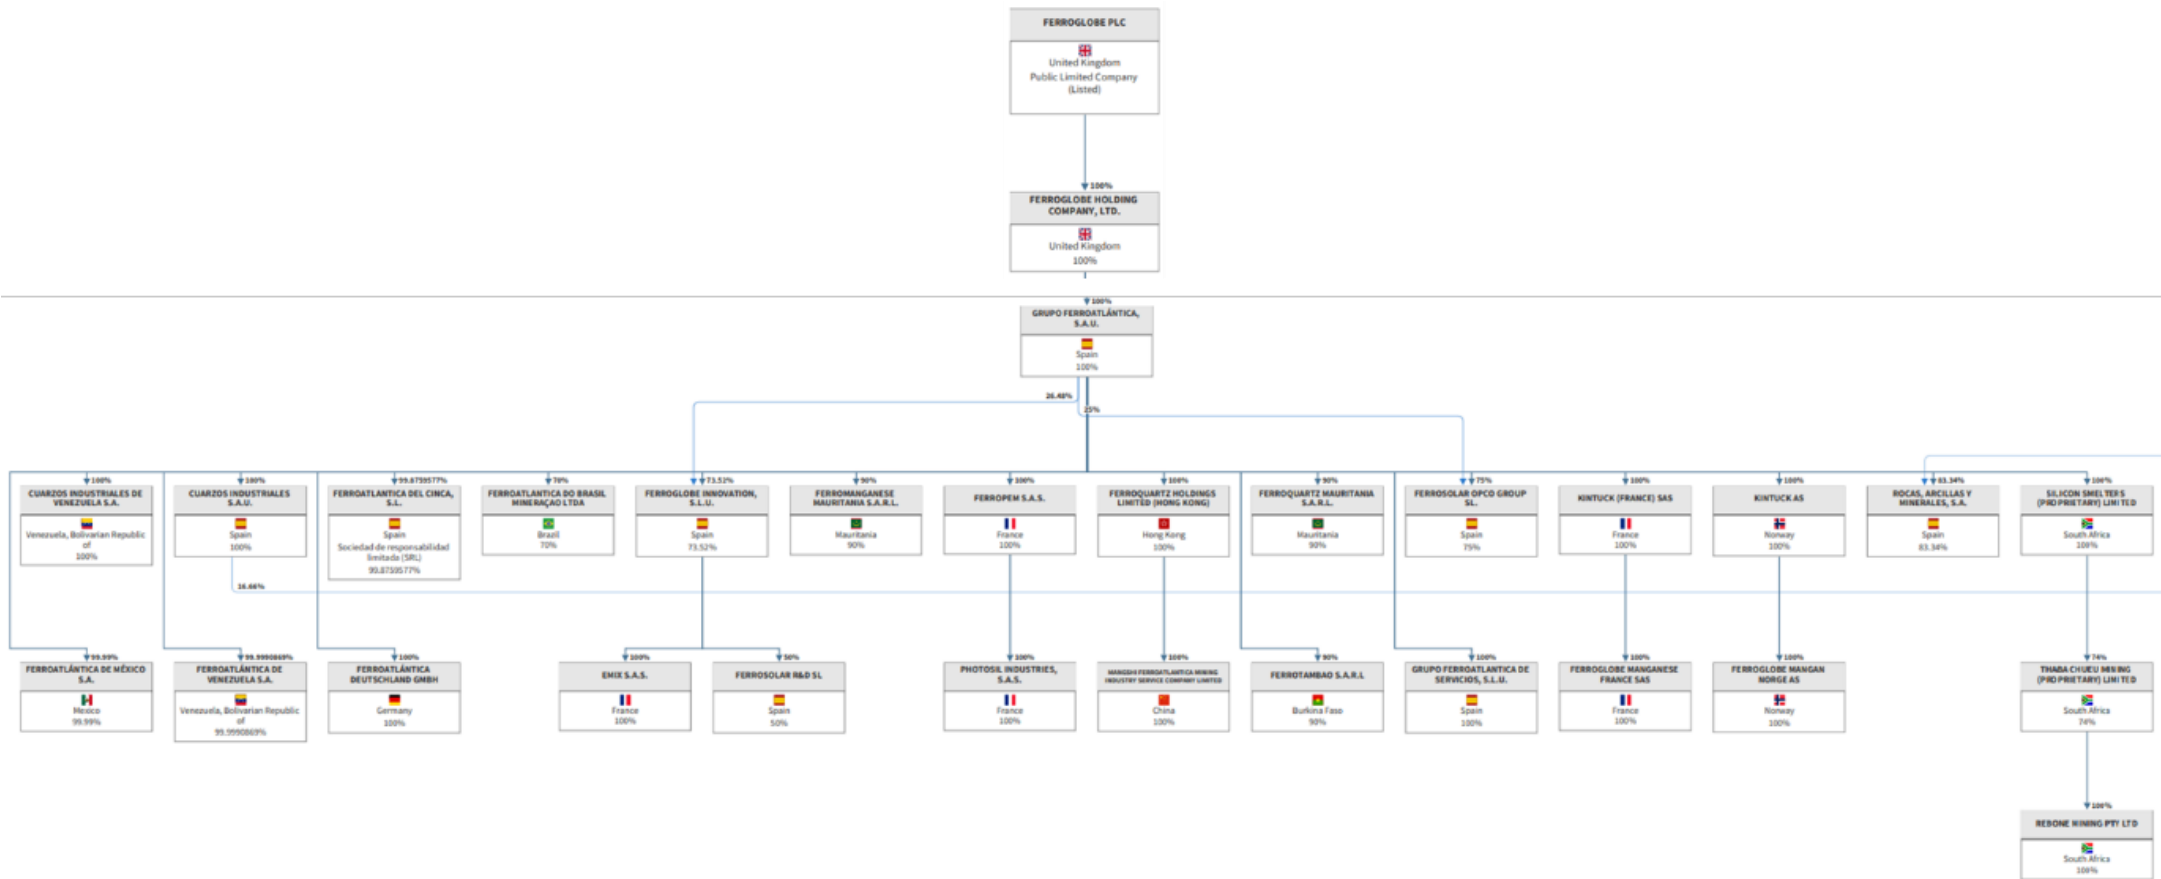 FERROGLOBE PLC
United Kingdom
Public Limited Company
(Listed)
100%
FERROGLOBE HOLDING
COMPANY, LTD.
United Kingdom
100%
100%
GRUPO FERROATLÁNTICA,
S.A.U.
Spain
100%
26.48%
25%
100%
CUARZOS INDUSTRIALES DE
VENEZUELA S.A.
Venezuela, Bolivarian Republic
of
100%
100%
CUARZOS INDUSTRIALES
S.A.U.
Spain
100%
99.8759577%
FERROATLANTICA DEL CINCA,
S.L.
Spain
Sociedad de responsabilidad
limitada (SRL)
99.8759577%
70%
FERROATLANTICA DO BRASIL
MINERAÇAO LTDA
Brazil
70%
73.52%
FERROGLOBE INNOVATION,
S.L.U.
Spain
73.52%
90%
FERROMANGANESE
MAURITANIA S.A.R.L.
Mauritania
90%
100%
FERROPEM S.A.S.
France
100%
100%
FERROQUARTZ HOLDINGS
LIMITED (HONG KONG)
Hong Kong
100%
90%
FERROQUARTZ MAURITANIA
S.A.R.L.
Mauritania
90%
75%
FERROSOLAR OPCO GROUP
SL.
Spain
75%
100%
KINTUCK (FRANCE) SAS
France
100%
100%
KINTUCK AS
Norway
100%
83.34%
ROCAS, ARCILLAS Y
MINERALES, S.A.
Spain
83.34%
100%
SILICON SMELTERS
(PROPRIETARY) LIMITED
South Africa
100%
16.66%
99.99%
FERROATLÁNTICA DE MÉXICO
S.A.
Mexico
99.99%
99.9990869%
FERROATLÁNTICA DE
VENEZUELA S.A.
Venezuela, Bolivarian Republic
of
99.9990869%
100%
FERROATLÁNTICA
DEUTSCHLAND GMBH
Germany
100%
100%
EMIX S.A.S.
France
100%
50%
FERROSOLAR R&D SL
Spain
50%
100%
PHOTOSIL INDUSTRIES,
S.A.S.
France
100%
100%
MANGSHI FERROATLANTICA MINING
INDUSTRY SERVICE COMPANY LIMITED
China
100%
90%
FERROTAMBAO S.A.R.L
Burkina Faso
90%
100%
GRUPO FERROATLANTICA DE
SERVICIOS, S.L.U.
Spain
100%
100%
FERROGLOBE MANGANESE
FRANCE SAS
France
100%
100%
FERROGLOBE MANGAN
NORGE AS
Norway
100%
74%
THABA CHUEU MINING
(PROPRIETARY) LIMITED
South Africa
74%
100%
REBONE MINING PTY LTD
South Africa
100%